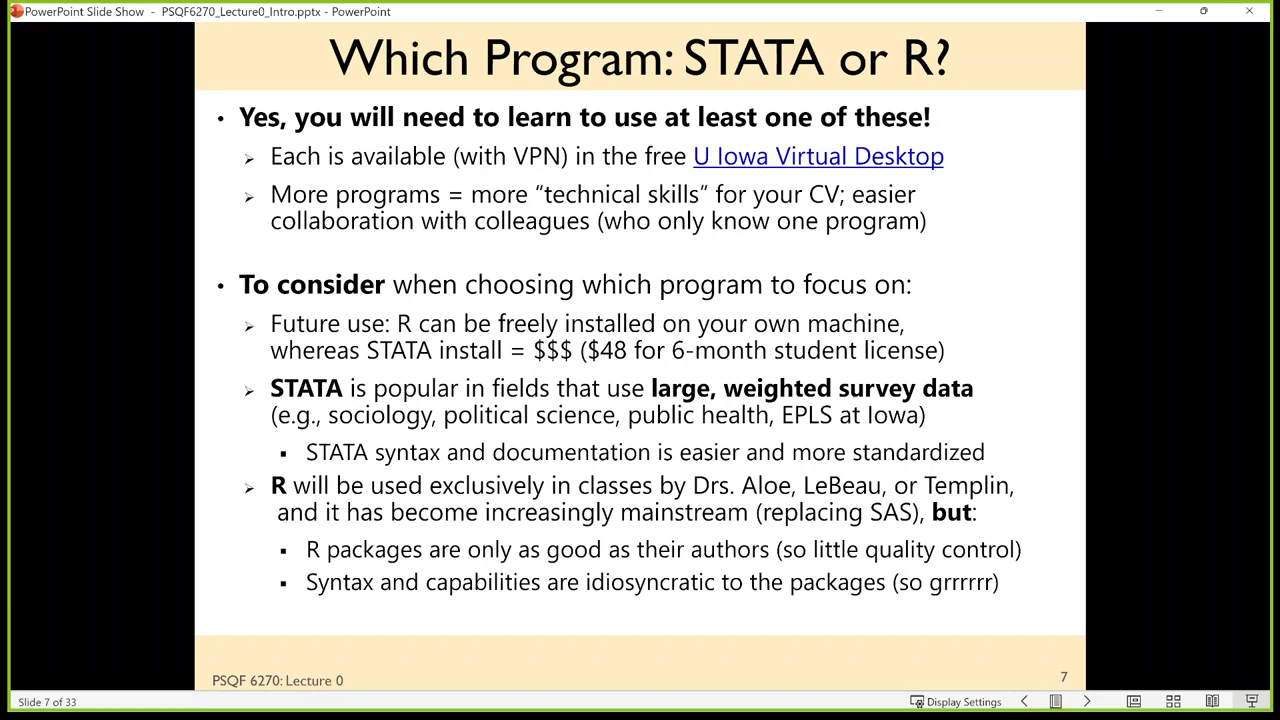 PowerPoint Slide Show - PSQF6270_Lecture0_Intro.pptx - PowerPoint
Which Program: STATA or R?
• Yes, you will need to learn to use at least one of these!
➢ Each is available (with VPN) in the free U Iowa Virtual Desktop
➢ More programs = more “technical skills” for your CV; easier
collaboration with colleagues (who only know one program)
• To consider when choosing which program to focus on:
➢ Future use: R can be freely installed on your own machine,
whereas STATA install = $$$ ($48 for 6-month student license)
➢ STATA is popular in fields that use large, weighted survey data
(e.g., sociology, political science, public health, EPLS at Iowa)
▪ STATA syntax and documentation is easier and more standardized
➢ R will be used exclusively in classes by Drs. Aloe, LeBeau, or Templin,
and it has become increasingly mainstream (replacing SAS), but:
▪ R packages are only as good as their authors (so little quality control)
▪ Syntax and capabilities are idiosyncratic to the packages (so grrrrrr)
PSQF 6270: Lecture 0
7
Slide 7 of 33
Display Settings